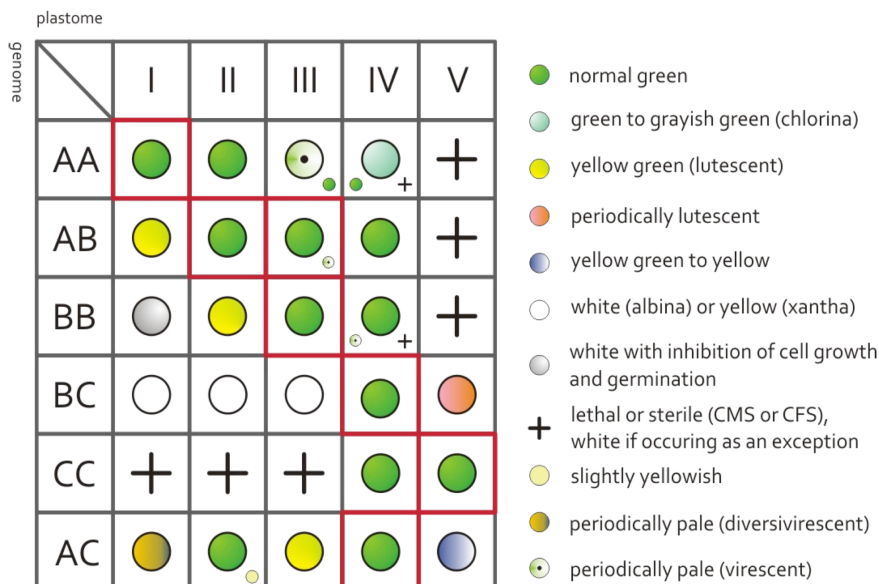 plastome
genome
I II III IV V
AA
AB
BB
BC
CC
AC
normal green
green to grayish green (chlorina)
yellow green (lutescent)
periodically lutescent
yellow green to yellow
white (albina) or yellow (xantha)
white with inhibition of cell growth
and germination
lethal or sterile (CMS or CFS),
white if occuring as an exception
slightly yellowish
periodically pale (diversivirescent)
periodically pale (virescent)